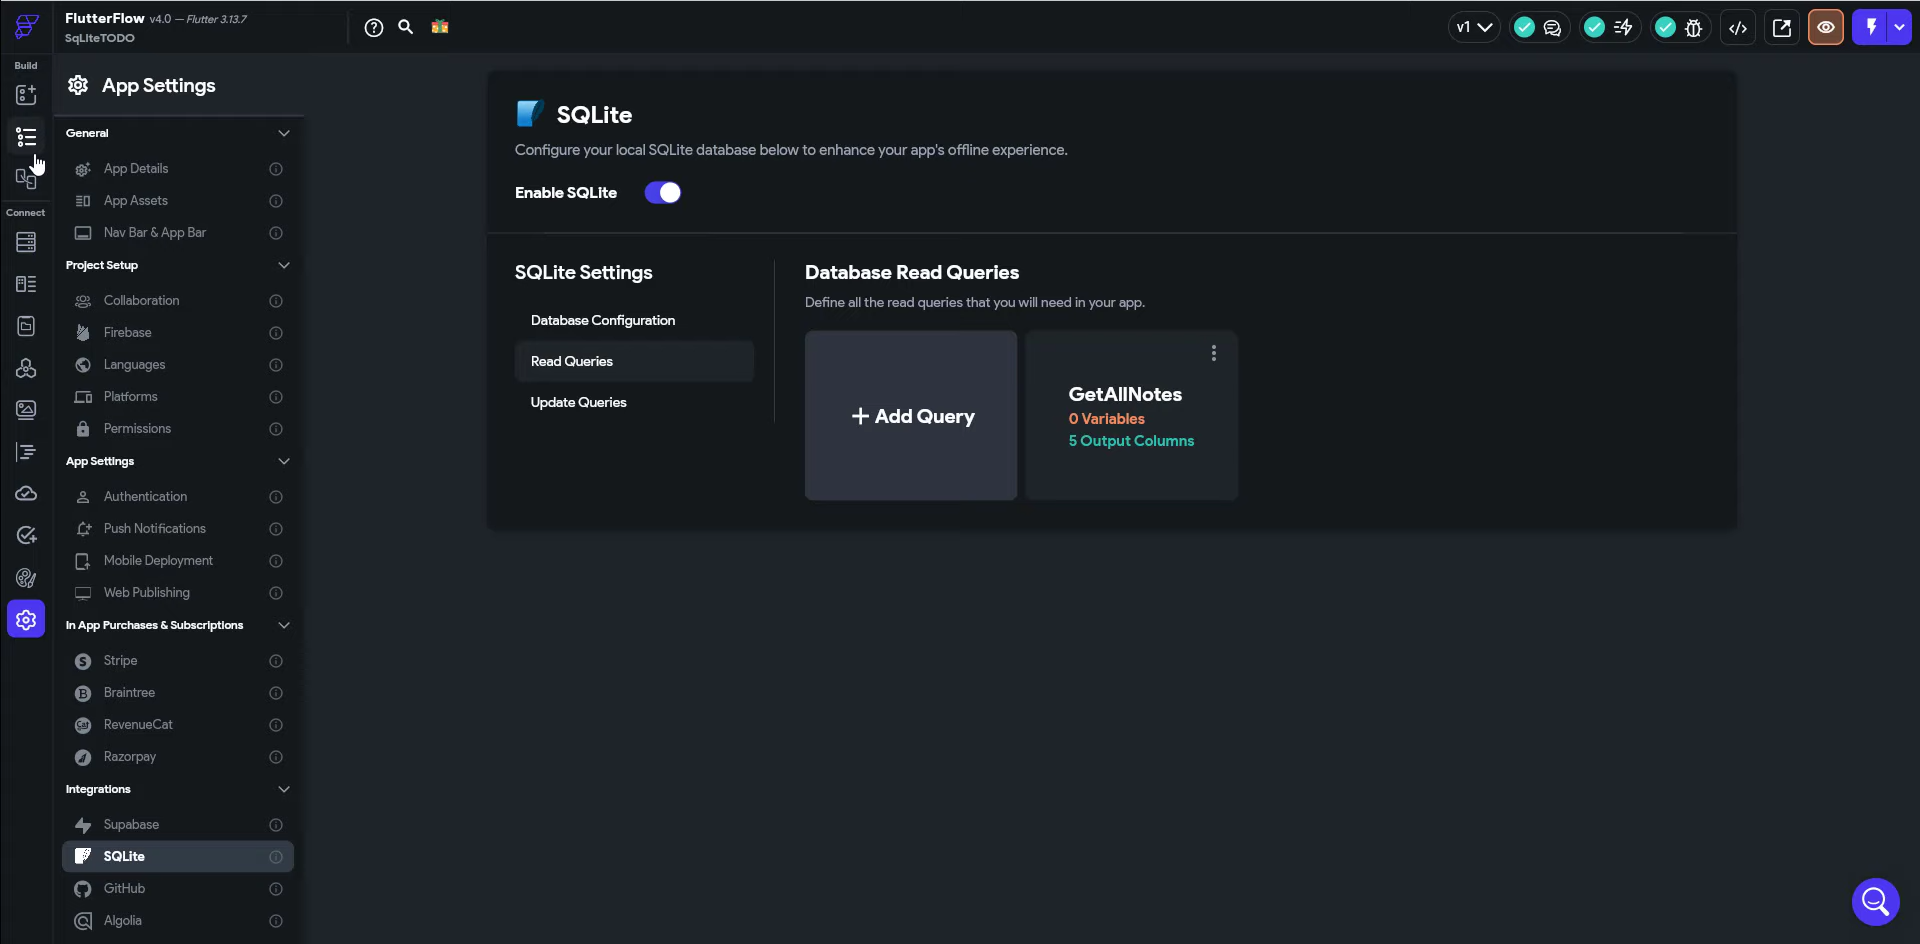 FlutterFlow v4.0 — Flutter 3.13.7
SqLiteTODO
v1
Build
Connect
App Settings
General
App Details
App Assets
Nav Bar & App Bar
Project Setup
Collaboration
Firebase
Languages
Platforms
Permissions
App Settings
Authentication
Push Notifications
Mobile Deployment
Web Publishing
In App Purchases & Subscriptions
Stripe
Braintree
RevenueCat
Razorpay
Integrations
Supabase
SQLite
GitHub
Algolia
SQLite
Configure your local SQLite database below to enhance your app's offline experience.
Enable SQLite
SQLite Settings
Database Configuration
Read Queries
Update Queries
Database Read Queries
Define all the read queries that you will need in your app.
+ Add Query
GetAllNotes
0 Variables
5 Output Columns